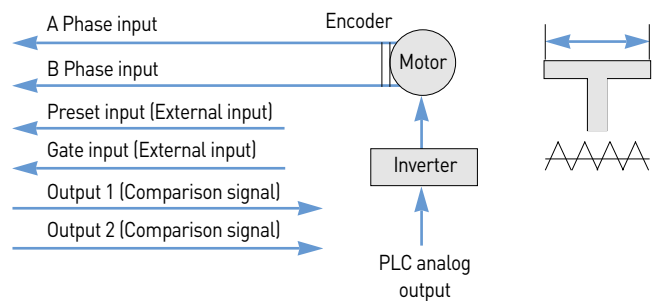 A Phase input
Encoder
B Phase input
Motor
Preset input (External input)
Gate input (External input)
Inverter
Output 1 (Comparison signal)
Output 2 (Comparison signal)
PLC analog
output